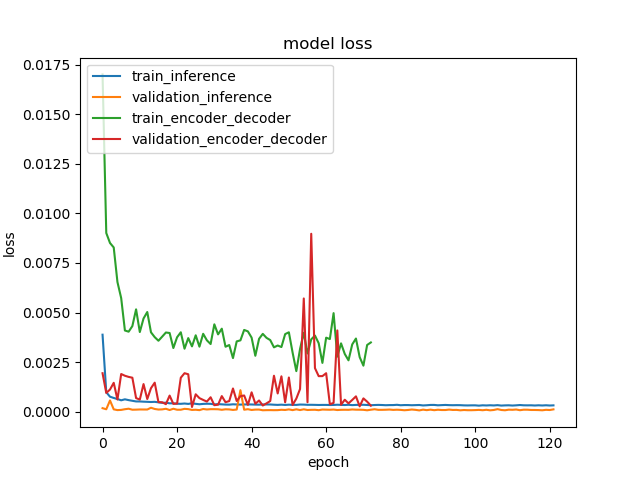 model loss
train_inference
validation_inference
train_encoder_decoder
validation_encoder_decoder
0.0175
0.0150
0.0125
0.0100
0.0075
0.0050
0.0025
0.0000
loss
0 20 40 60 80 100 120
epoch